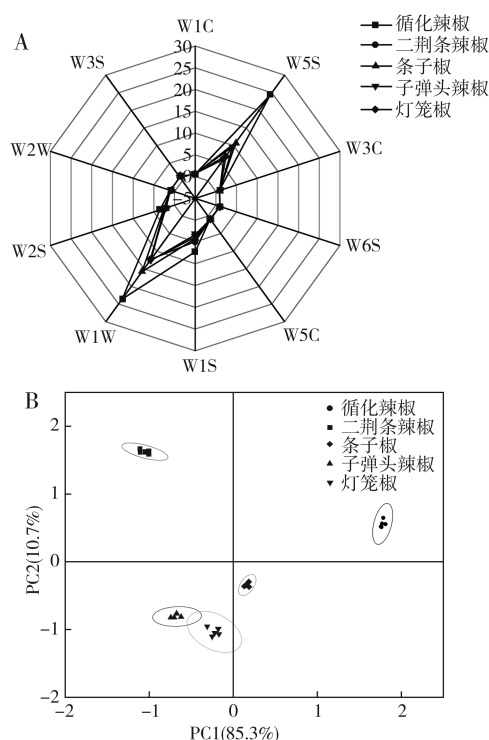 A
W1C
W5S
W3C
W6S
W5C
W1S
W1W
W2S
W2W
W3S
30
25
20
15
10
5
0
−5
循化辣椒
二荆条辣椒
条子椒
子弹头辣椒
灯笼椒
B
循化辣椒
二荆条辣椒
条子椒
子弹头辣椒
灯笼椒
PC2(10.7%)
2
1
0
−1
−2
−2
−1
0
1
2
PC1(85.3%)